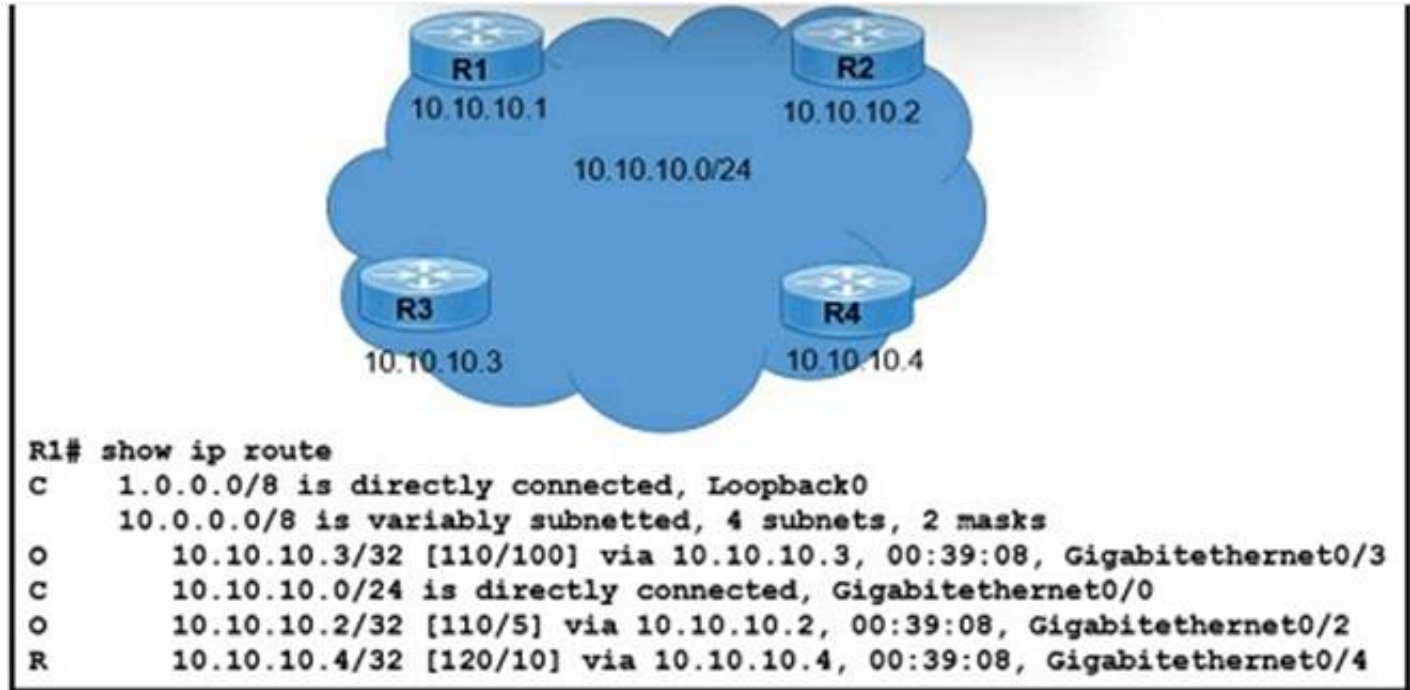 R1
R2
10.10.10.1
10.10.10.2
10.10.10.0/24
R3
R4
10.10.10.3
10.10.10.4
R1# show ip route
C 1.0.0.0/8 is directly connected, Loopback0
10.0.0.0/8 is variably subnetted, 4 subnets, 2 masks
O 10.10.10.3/32 [110/100] via 10.10.10.3, 00:39:08, Gigabitethernet0/3
C 10.10.10.0/24 is directly connected, Gigabitethernet0/0
O 10.10.10.2/32 [110/5] via 10.10.10.2, 00:39:08, Gigabitethernet0/2
R 10.10.10.4/32 [120/10] via 10.10.10.4, 00:39:08, Gigabitethernet0/4